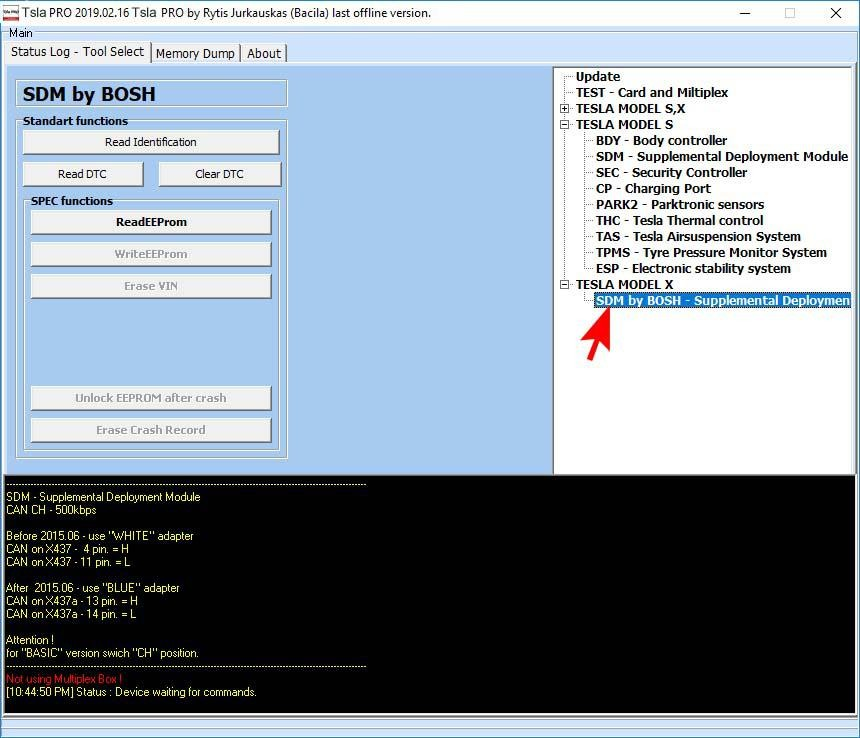 Tsla PRO 2019.02.16 Tsla PRO by Rytis Jurkauskas (Bacila) last offline version.
Main
Status Log - Tool Select
Memory Dump
About
SDM by BOSH
Standart functions
Read Identification
Read DTC
Clear DTC
SPEC functions
ReadEEProm
WriteEEProm
Erase VIN
Unlock EEPROM after crash
Erase Crash Record
Update
TEST - Card and Miltiplex
TESLA MODEL S,X
TESLA MODEL S
BDY - Body controller
SDM - Supplemental Deployment Module
SEC - Security Controller
CP - Charging Port
PARK2 - Parktronic sensors
THC - Tesla Thermal control
TAS - Tesla Airsuspension System
TPMS - Tyre Pressure Monitor System
ESP - Electronic stability system
TESLA MODEL X
SDM by BOSH - Supplemental Deploymen
SDM - Supplemental Deployment Module
CAN CH - 500kbps
Before 2015.06 - use "WHITE" adapter
CAN on X437 - 4 pin. = H
CAN on X437 - 11 pin. = L
After 2015.06 - use "BLUE" adapter
CAN on X437a - 13 pin. = H
CAN on X437a - 14 pin. = L
Attention !
for "BASIC" version swich "CH" position.
Not using Multiplex Box !
[10:44:50 PM] Status : Device waiting for commands.